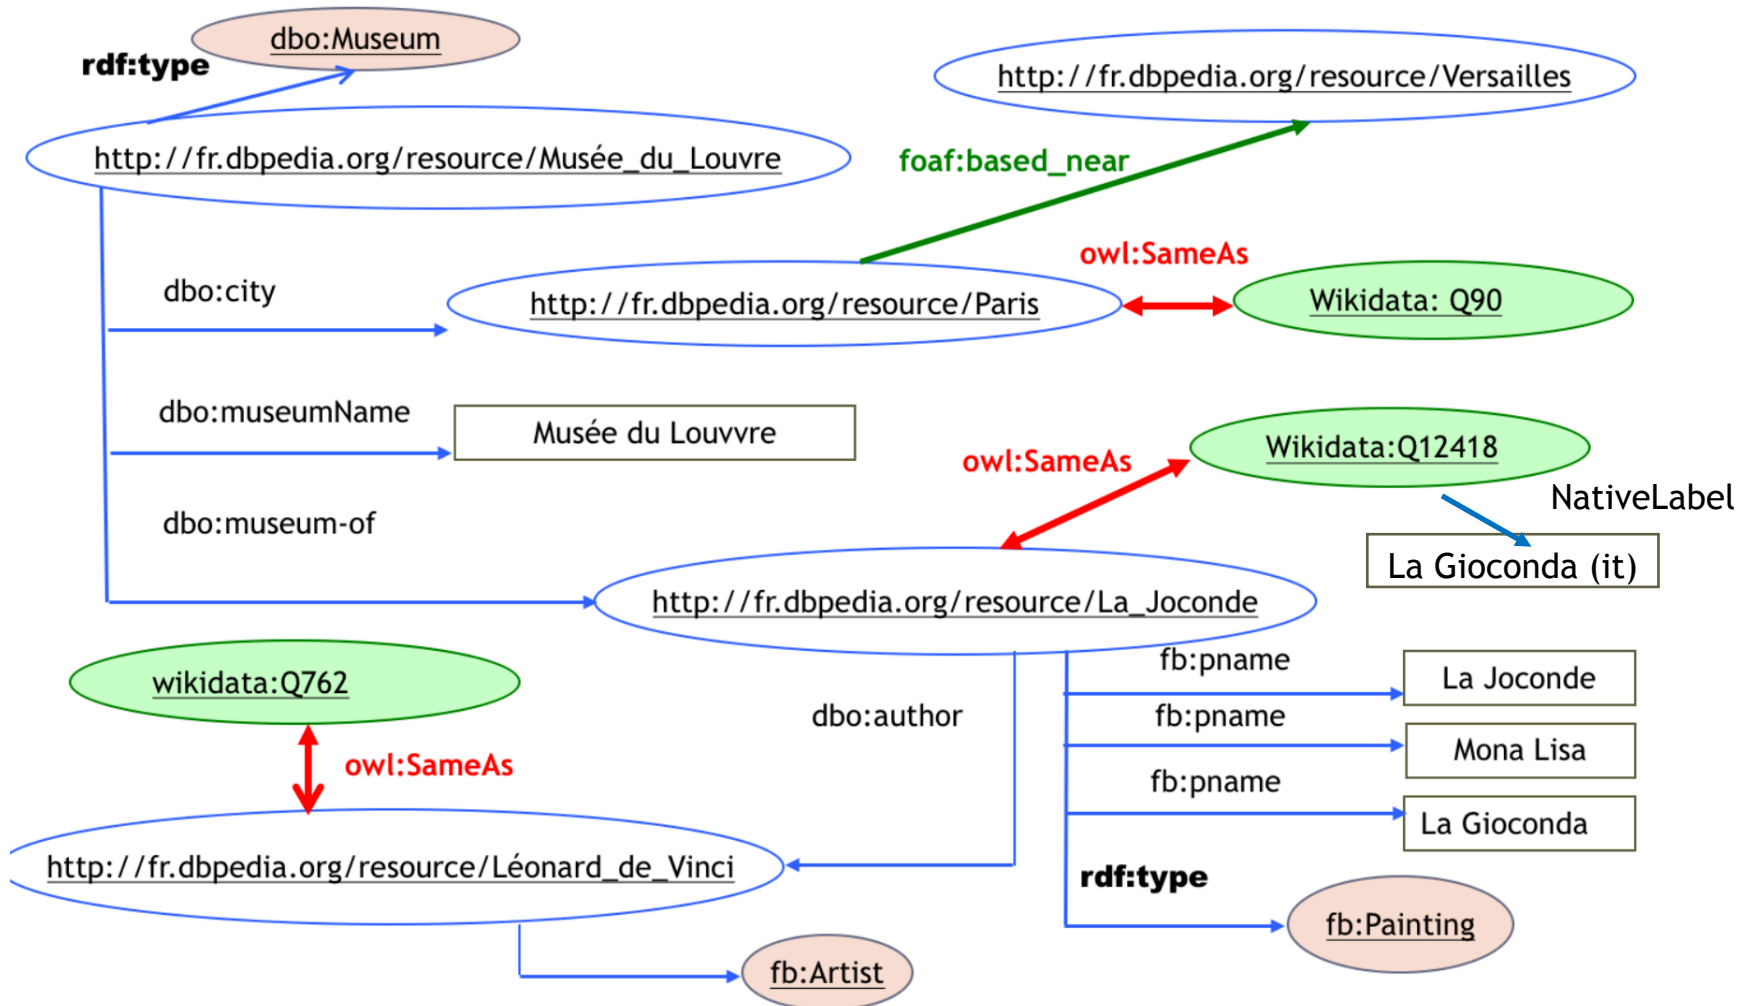 dbo:Museum
rdf:type
http://fr.dbpedia.org/resource/Versailles
http://fr.dbpedia.org/resource/Musée_du_Louvre
foaf:based_near
owl:SameAs
dbo:city
http://fr.dbpedia.org/resource/Paris
Wikidata: Q90
dbo:museumName
Musée du Louvvre
Wikidata:Q12418
owl:SameAs
NativeLabel
dbo:museum-of
La Gioconda (it)
http://fr.dbpedia.org/resource/La_Joconde
fb:pname
La Joconde
wikidata:Q762
dbo:author
fb:pname
Mona Lisa
owl:SameAs
fb:pname
La Gioconda
http://fr.dbpedia.org/resource/Léonard_de_Vinci
rdf:type
fb:Painting
fb:Artist